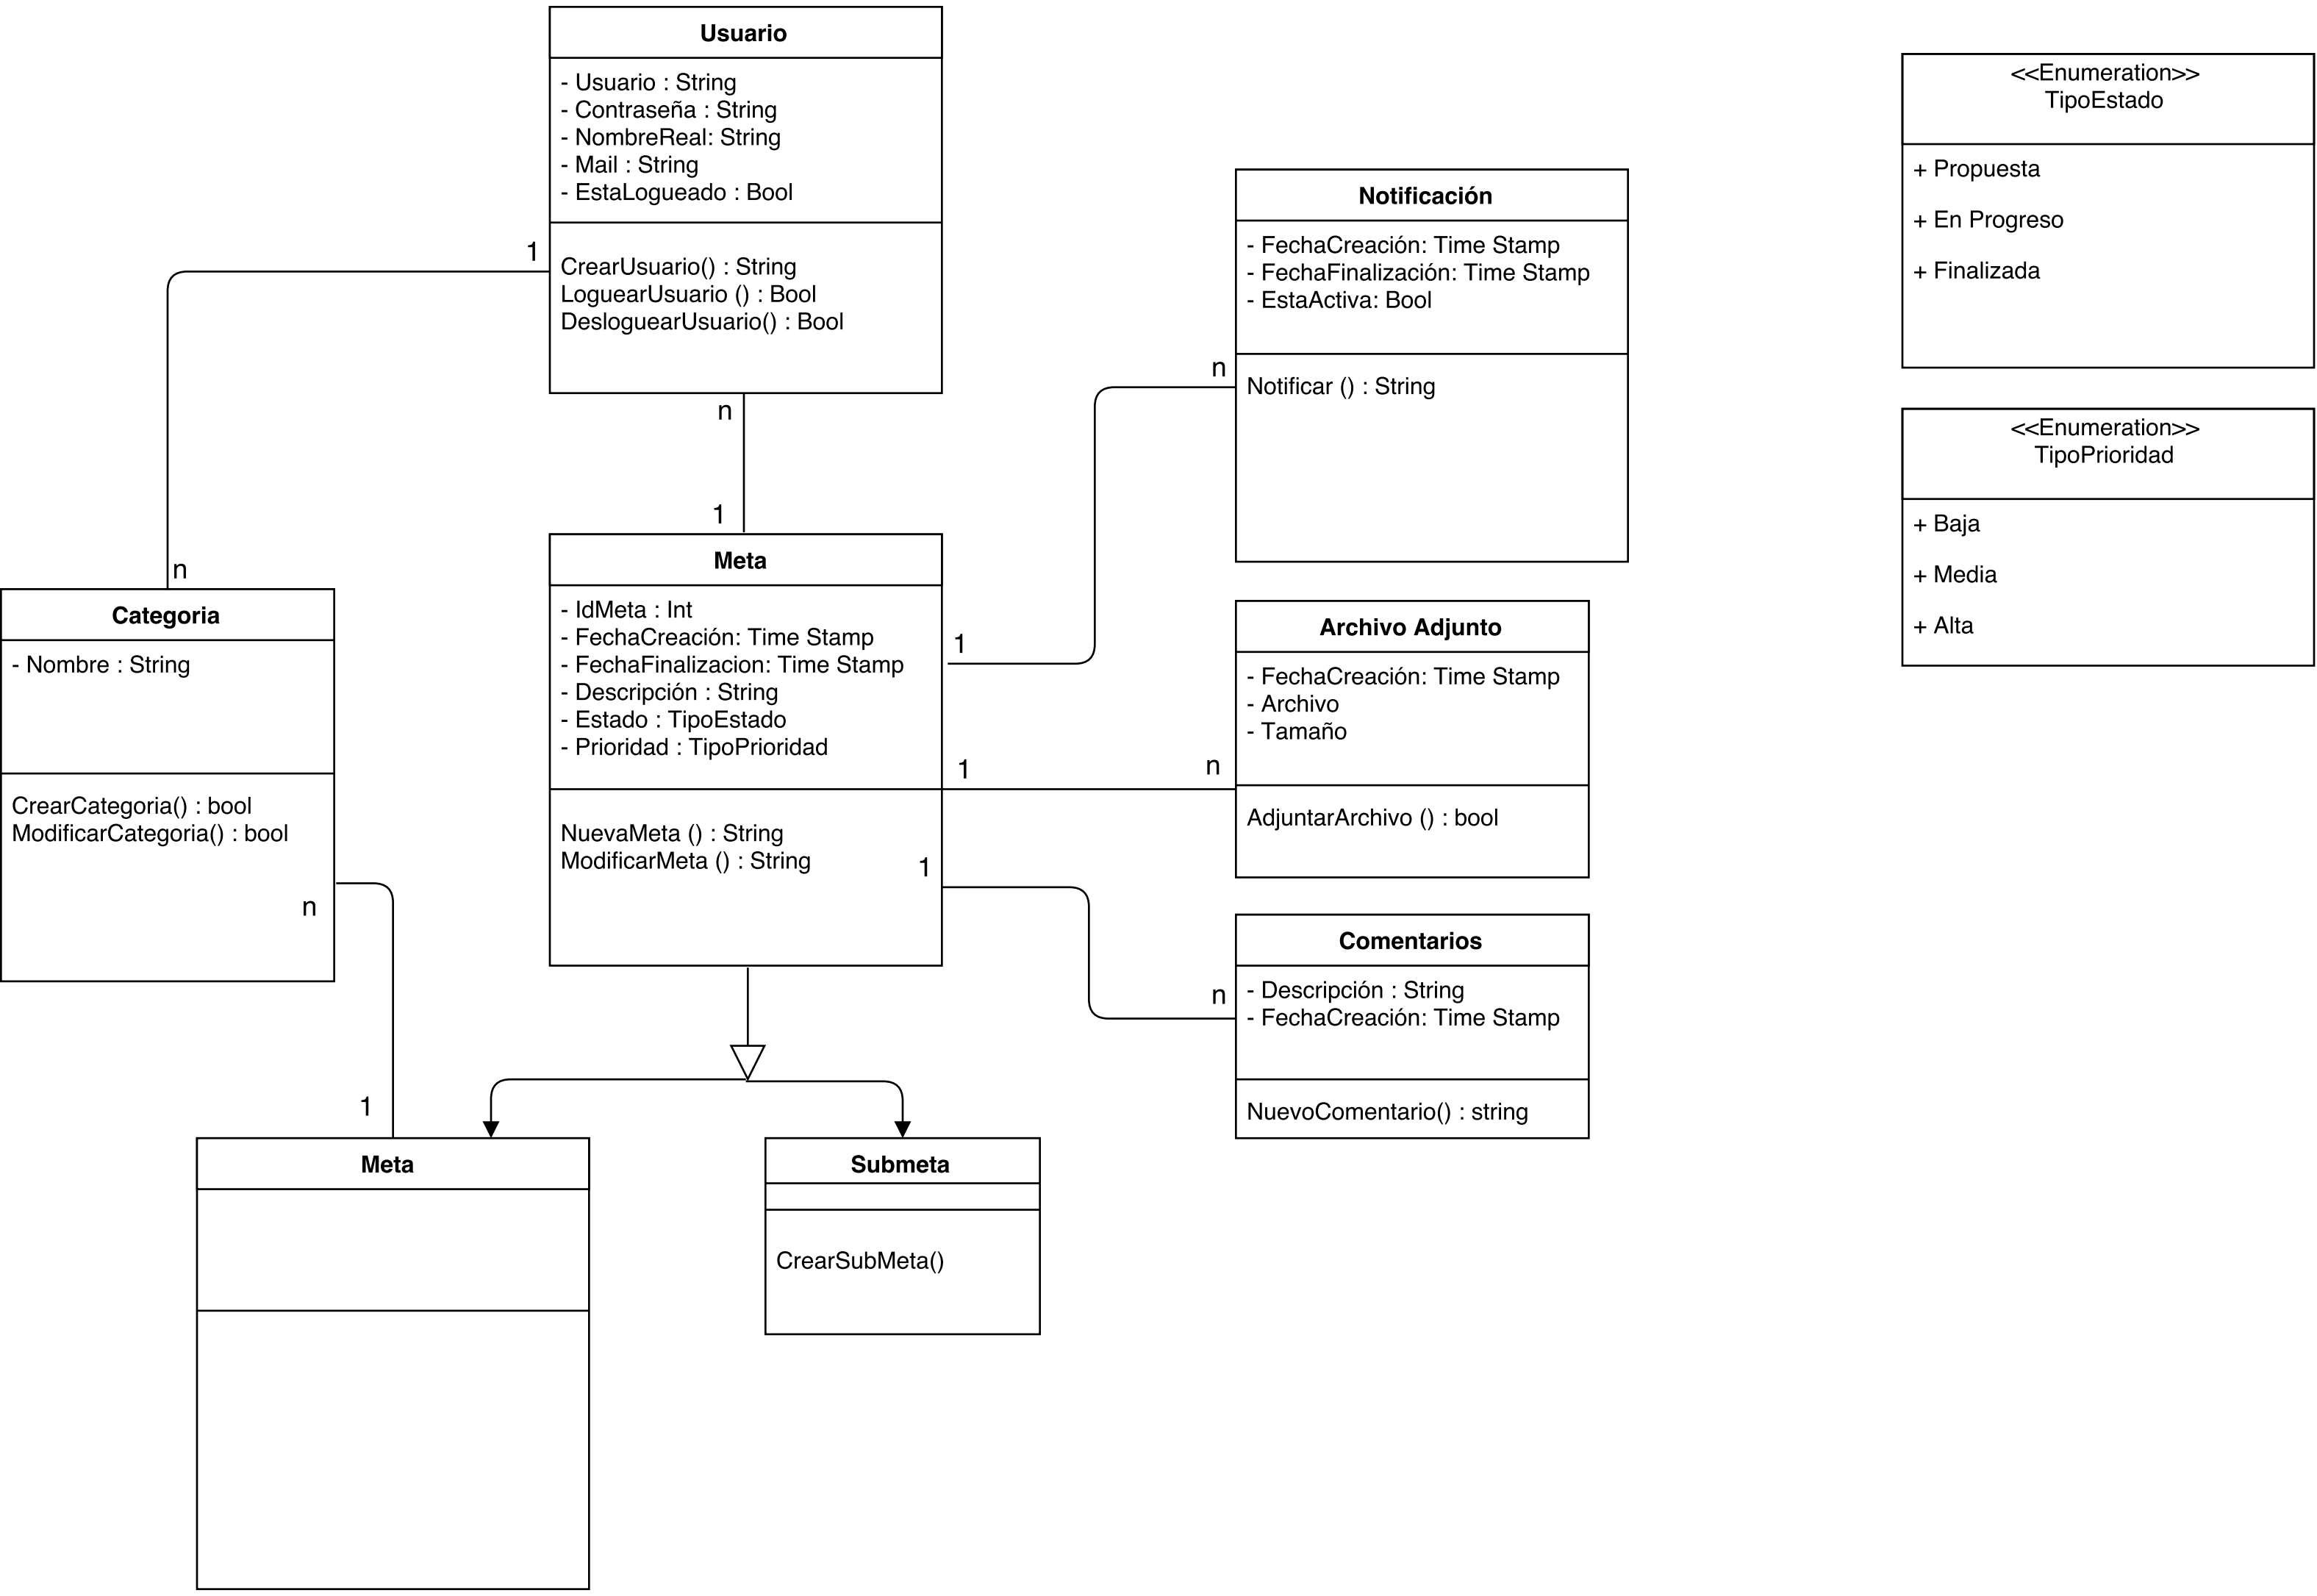 Usuario
- Usuario : String
- Contraseña : String
- NombreReal: String
- Mail : String
- EstaLogueado : Bool
CrearUsuario() : String
LoguearUsuario () : Bool
DesloguearUsuario() : Bool
1
n
n
1
Categoria
- Nombre : String
CrearCategoria() : bool
ModificarCategoria() : bool
n
1
Meta
- IdMeta : Int
- FechaCreación: Time Stamp
- FechaFinalizacion: Time Stamp
- Descripción : String
- Estado : TipoEstado
- Prioridad : TipoPrioridad
NuevaMeta () : String
ModificarMeta () : String
1
n
1
n
1
n
Notificación
- FechaCreación: Time Stamp
- FechaFinalización: Time Stamp
- EstaActiva: Bool
Notificar () : String
Archivo Adjunto
- FechaCreación: Time Stamp
- Archivo
- Tamaño
AdjuntarArchivo () : bool
Comentarios
- Descripción : String
- FechaCreación: Time Stamp
NuevoComentario() : string
Meta
Submeta
CrearSubMeta()
<<Enumeration>>
TipoEstado
+ Propuesta
+ En Progreso
+ Finalizada
<<Enumeration>>
TipoPrioridad
+ Baja
+ Media
+ Alta